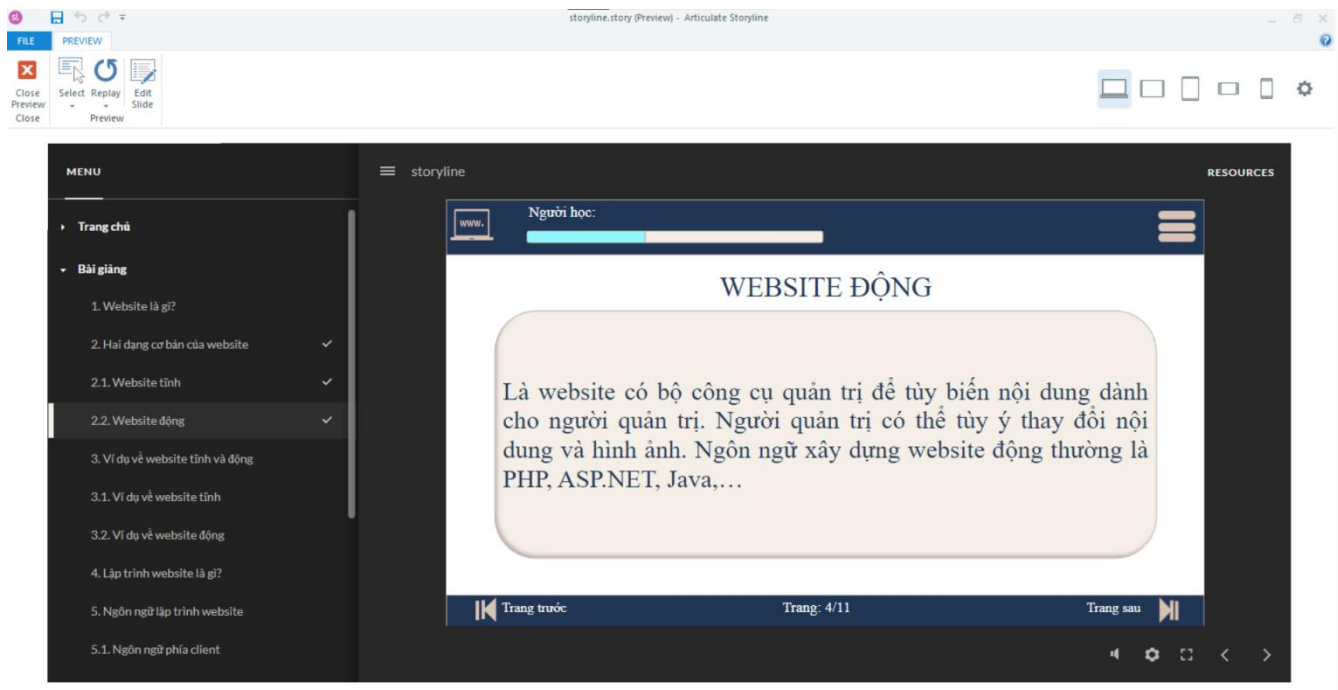 storyline.story (Preview) - Articulate Storyline
FILE
PREVIEW
Close Preview
Select
Replay
Edit Slide
Close
Preview
MENU
storyline
RESOURCES
Trang chủ
Bài giảng
1. Website là gì?
2. Hai dạng cơ bản của website
2.1. Website tĩnh
2.2. Website động
3. Ví dụ về website tĩnh và động
3.1. Ví dụ về website tĩnh
3.2. Ví dụ về website động
4. Lập trình website là gì?
5. Ngôn ngữ lập trình website
5.1. Ngôn ngữ phía client
www.
Người học:
WEBSITE ĐỘNG
Là website có bộ công cụ quản trị để tùy biến nội dung dành
cho người quản trị. Người quản trị có thể tùy ý thay đổi nội
dung và hình ảnh. Ngôn ngữ xây dựng website động thường là
PHP, ASP.NET, Java,…
Trang trước
Trang: 4/11
Trang sau